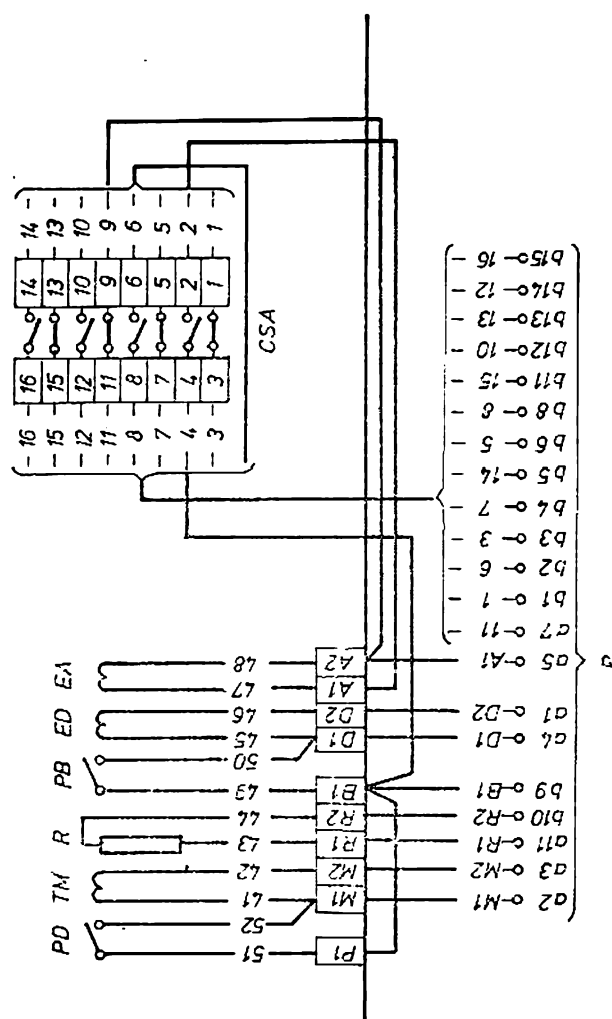 14 13 10 9 6 5 2 1
14 13 10 9 6 5 2 1
16 15 12 11 8 7 4 3
16 15 12 11 8 7 4 3
CSA
PD TM R PB ED EA
51 52 41 42 43 44 49 50 45 46 47 48
P1 M1 M2 R1 R2 B1 D1 D2 A1 A2
b15 16
b14 12
b13 13
b12 10
b11 15
b8 8
b6 5
b5 14
b4 7
b3 3
b2 6
b1 1
a7 11
a5 A1
a1 D2
a4 D1
b9 B1
b10 R2
a11 R1
a3 M2
a2 M1